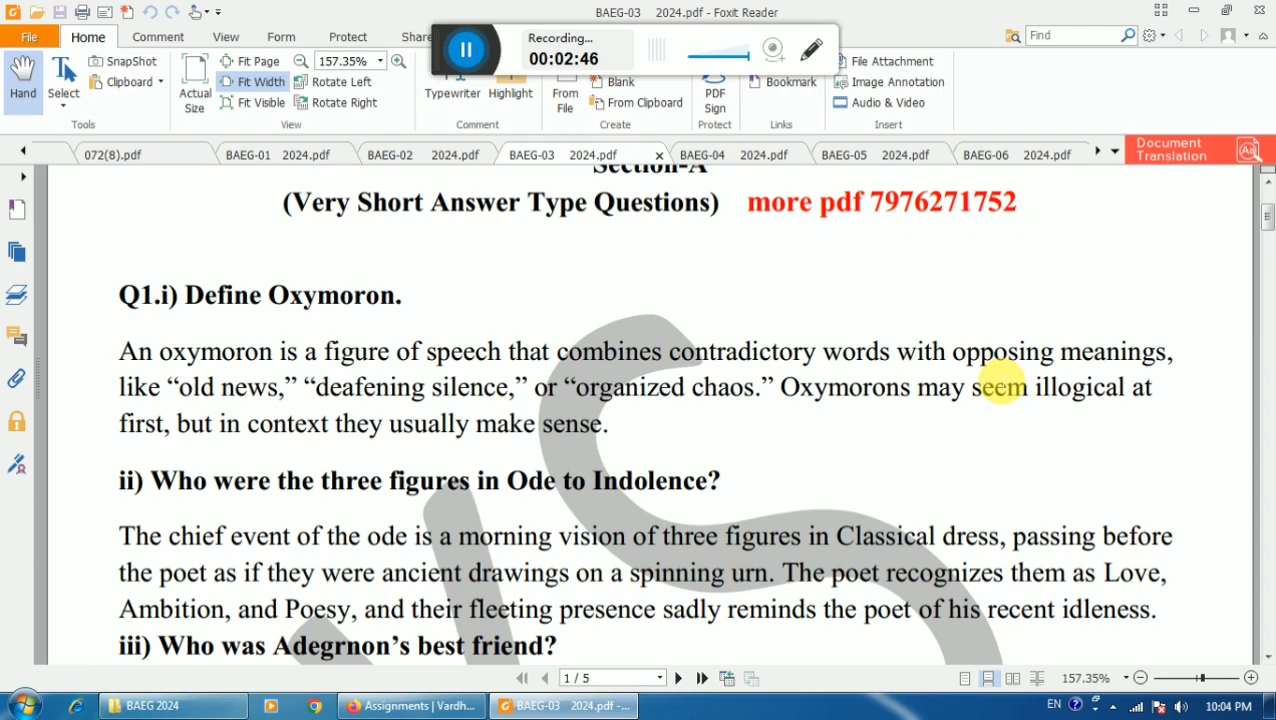 BAEG-03 2024.pdf - Foxit Reader
File Home Comment View Form Protect Share Find
Recording...
00:02:46
Hand Select SnapShot Clipboard Actual Size Fit Page Fit Width Fit Visible 157.35% Rotate Left Rotate Right Typewriter Highlight From File Blank From Clipboard PDF Sign Bookmark File Attachment Image Annotation Audio & Video
Tools View Comment Create Protect Links Insert
072(8).pdf BAEG-01 2024.pdf BAEG-02 2024.pdf BAEG-03 2024.pdf BAEG-04 2024.pdf BAEG-05 2024.pdf BAEG-06 2024.pdf Document Translation
Section-A
(Very Short Answer Type Questions) more pdf 7976271752
Q1.i) Define Oxymoron.
An oxymoron is a figure of speech that combines contradictory words with opposing meanings,
like “old news,” “deafening silence,” or “organized chaos.” Oxymorons may seem illogical at
first, but in context they usually make sense.
ii) Who were the three figures in Ode to Indolence?
The chief event of the ode is a morning vision of three figures in Classical dress, passing before
the poet as if they were ancient drawings on a spinning urn. The poet recognizes them as Love,
Ambition, and Poesy, and their fleeting presence sadly reminds the poet of his recent idleness.
iii) Who was Adegrnon’s best friend?
1 / 5 157.35%
BAEG 2024 Assignments | Vardh... BAEG-03 2024.pdf -... EN 10:04 PM